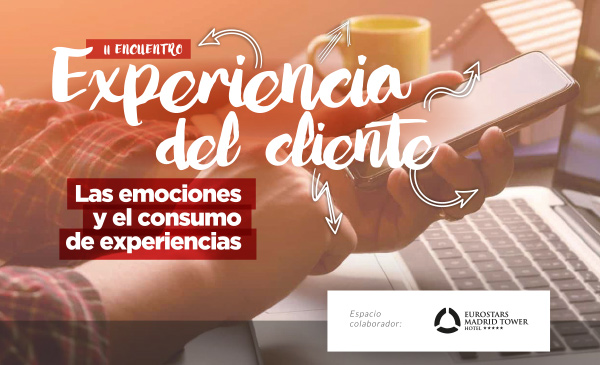 II ENCUENTRO
Experiencia
del cliente
Las emociones
y el consumo
de experiencias
Espacio
colaborador:
EUROSTARS
MADRID TOWER
HOTEL ★★★★★